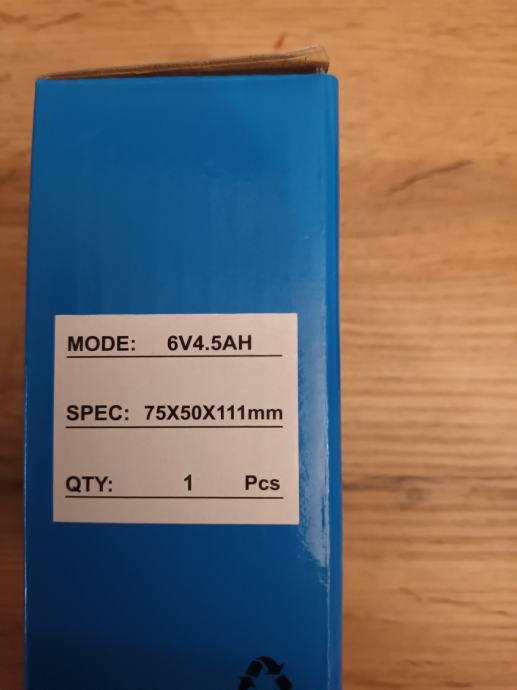 MODE: 6V4.5AH
SPEC: 75X50X111mm
QTY: 1 Pcs